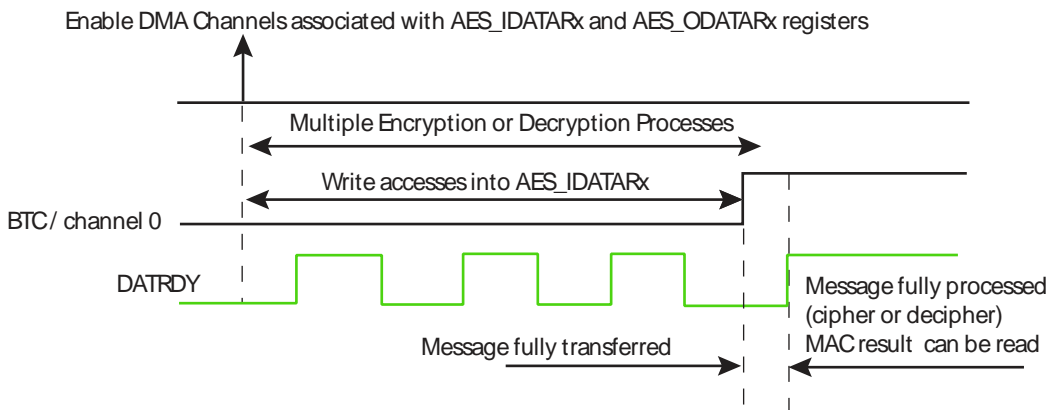 Enable DMA Channels associated with AES_IDATARx and AES_ODATARx registers
Multiple Encryption or Decryption Processes
Write accesses into AES_IDATARx
BTC / channel 0
DATRDY
Message fully processed
(cipher or decipher)
MAC result can be read
Message fully transferred